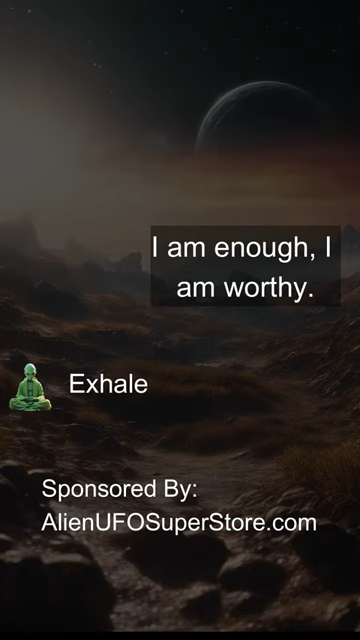 I am enough, I
am worthy.
Exhale
Sponsored By:
AlienUFOSuperStore.com